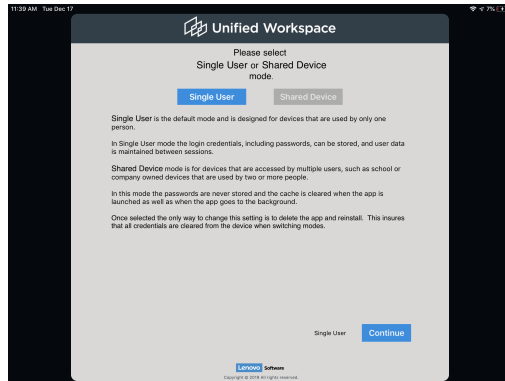 11:39 AM Tue Dec 17
7%
Unified Workspace
Please select
Single User or Shared Device
mode.
Single User
Shared Device
Single User is the default mode and is designed for devices that are used by only one
person.
In Single User mode the login credentials, including passwords, can be stored, and user data
is maintained between sessions.
Shared Device mode is for devices that are accessed by multiple users, such as school or
company owned devices that are used by two or more people.
In this mode the passwords are never stored and the cache is cleared when the app is
launched as well as when the app goes to the background.
Once selected the only way to change this setting is to delete the app and reinstall. This insures
that all credentials are cleared from the device when switching modes.
Single User
Continue
Lenovo Software
Copyright © 2019 All rights reserved.